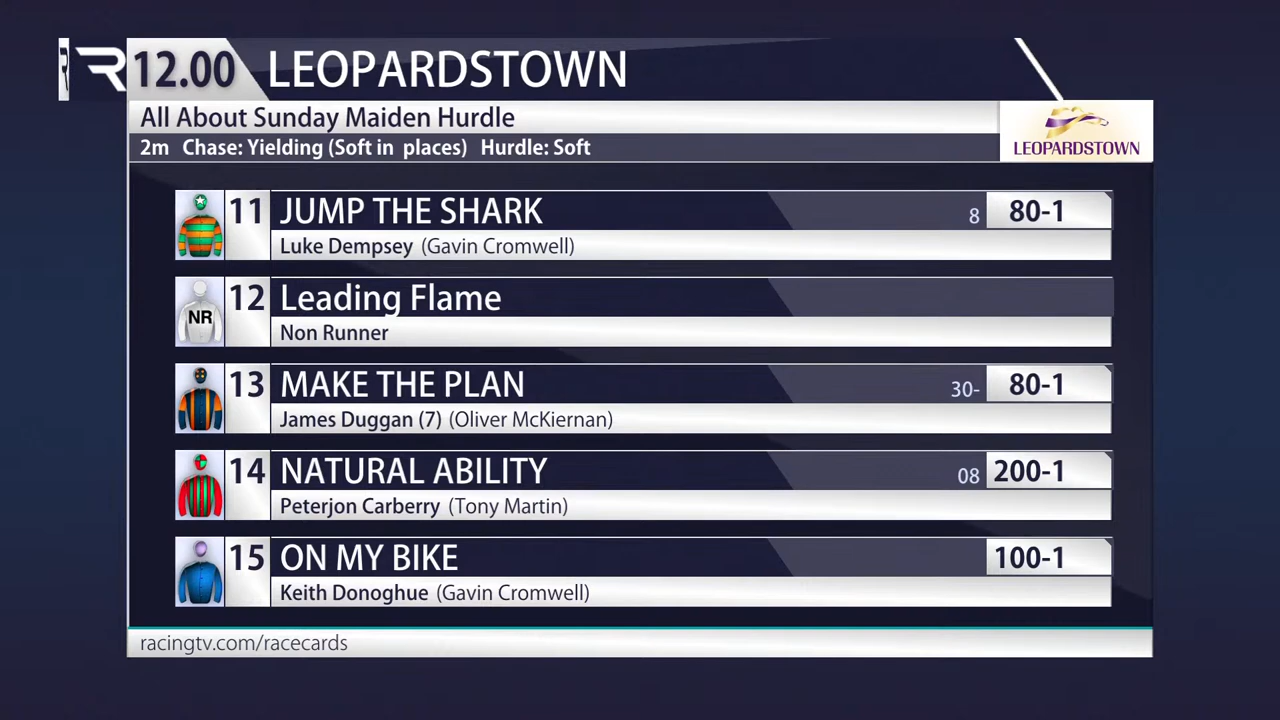 R 12.00 LEOPARDSTOWN
All About Sunday Maiden Hurdle
2m Chase: Yielding (Soft in places) Hurdle: Soft
LEOPARDSTOWN
11 JUMP THE SHARK 8 80-1
Luke Dempsey (Gavin Cromwell)
12 Leading Flame
NR
Non Runner
13 MAKE THE PLAN 30- 80-1
James Duggan (7) (Oliver McKiernan)
14 NATURAL ABILITY 08 200-1
Peterjon Carberry (Tony Martin)
15 ON MY BIKE 100-1
Keith Donoghue (Gavin Cromwell)
racingtv.com/racecards